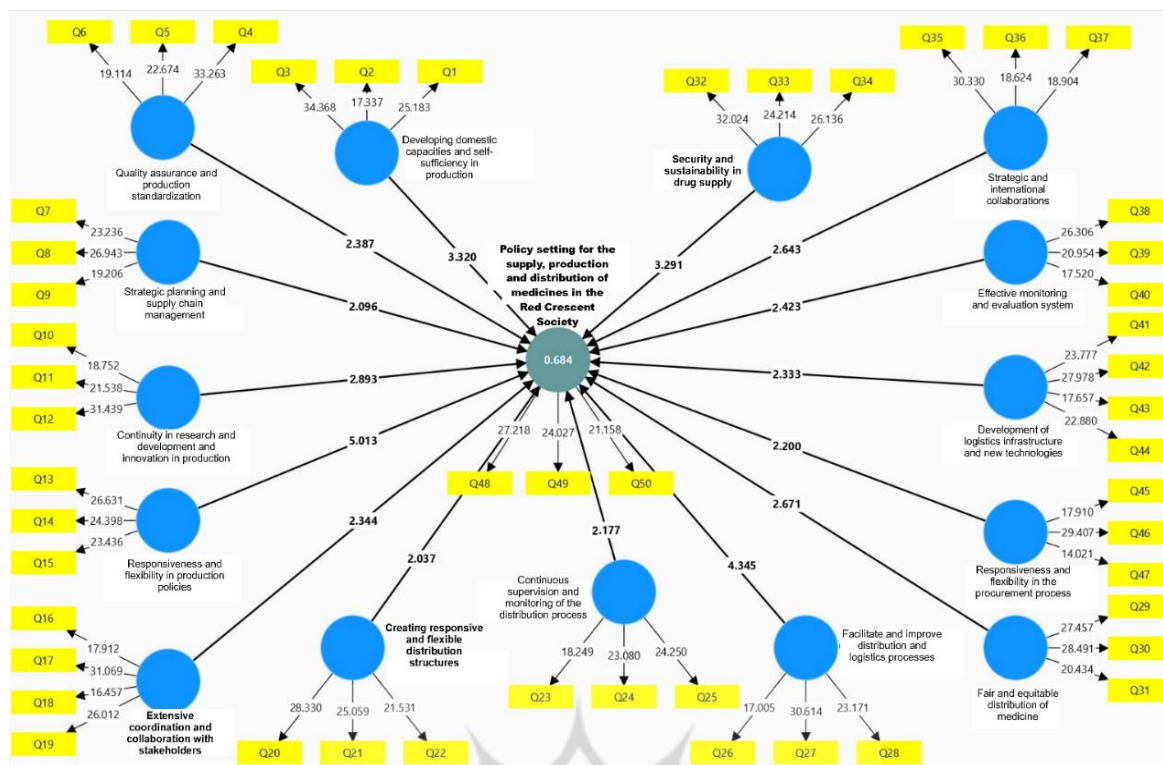 Q6
Q5
Q4
19.114
22.674
33.263
Quality assurance and
production
standardization
Q3
Q2
Q1
34.368
17.337
25.183
Developing domestic
capacities and self-
sufficiency in
production
Q32
Q33
Q34
32.024
24.214
26.136
Security and
sustainability in
drug supply
Q35
Q36
Q37
30.330
18.624
18.904
Strategic and
international
collaborations
Q7
Q8
Q9
23.236
26.943
19.206
Strategic planning and
supply chain
management
Q38
Q39
Q40
26.306
20.954
17.520
Effective monitoring
and evaluation system
2.387
3.320
3.291
2.643
2.096
2.423
Policy setting for the
supply, production
and distribution of
medicines in the
Red Crescent
Society
0.684
Q10
Q11
Q12
18.752
21.538
31.439
Continuity in research and
development and
innovation in production
2.893
2.333
Q41
Q42
Q43
Q44
23.777
27.978
17.657
22.880
Development of
logistics infrastructure
and new technologies
27.218
24.027
21.158
Q48
Q49
Q50
Q13
Q14
Q15
26.631
24.398
23.436
Responsiveness and
flexibility in production
policies
5.013
2.200
Q45
Q46
Q47
17.910
29.407
14.021
Responsiveness and
flexibility in the
procurement process
2.344
2.037
2.177
4.345
2.671
Q16
Q17
Q18
Q19
17.912
31.069
16.457
26.012
Extensive
coordination and
collaboration with
stakeholders
Creating responsive
and flexible
distribution
structures
28.330
25.059
21.531
Q20
Q21
Q22
Continuous
supervision and
monitoring of the
distribution process
18.249
23.080
24.250
Q23
Q24
Q25
Facilitate and improve
distribution and
logistics processes
17.005
30.614
23.171
Q26
Q27
Q28
Q29
Q30
Q31
27.457
28.491
20.434
Fair and equitable
distribution of
medicine